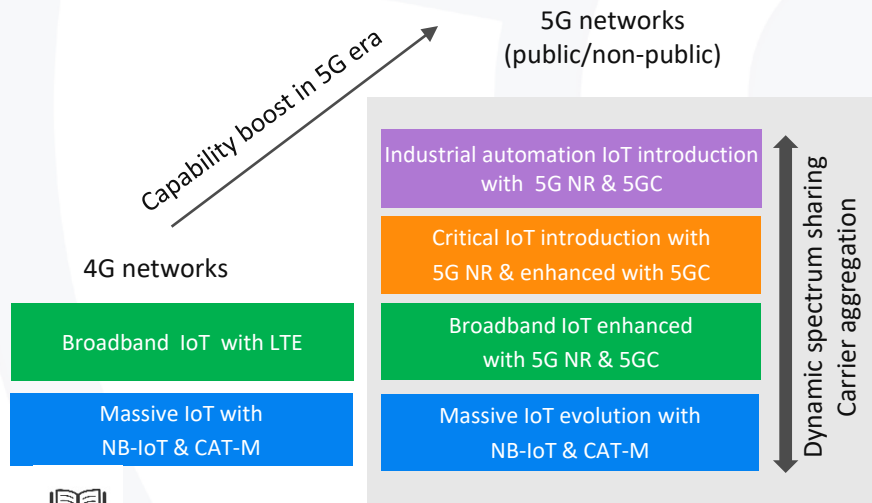 5G networks
(public/non-public)
Capability boost in 5G era
4G networks
Broadband IoT with LTE
Massive IoT with
NB-IoT & CAT-M
Industrial automation IoT introduction
with 5G NR & 5GC
Critical IoT introduction with
5G NR & enhanced with 5GC
Broadband IoT enhanced
with 5G NR & 5GC
Massive IoT evolution with
NB-IoT & CAT-M
Dynamic spectrum sharing
Carrier aggregation